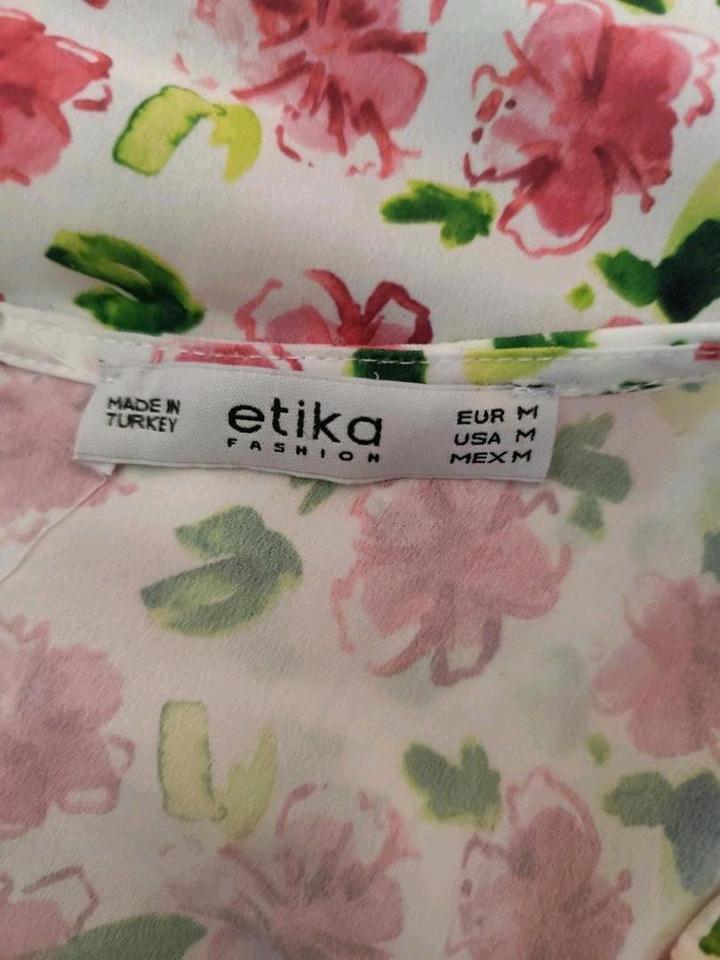 MADE IN
TURKEY
etika
FASHION
EUR M
USA M
MEX M